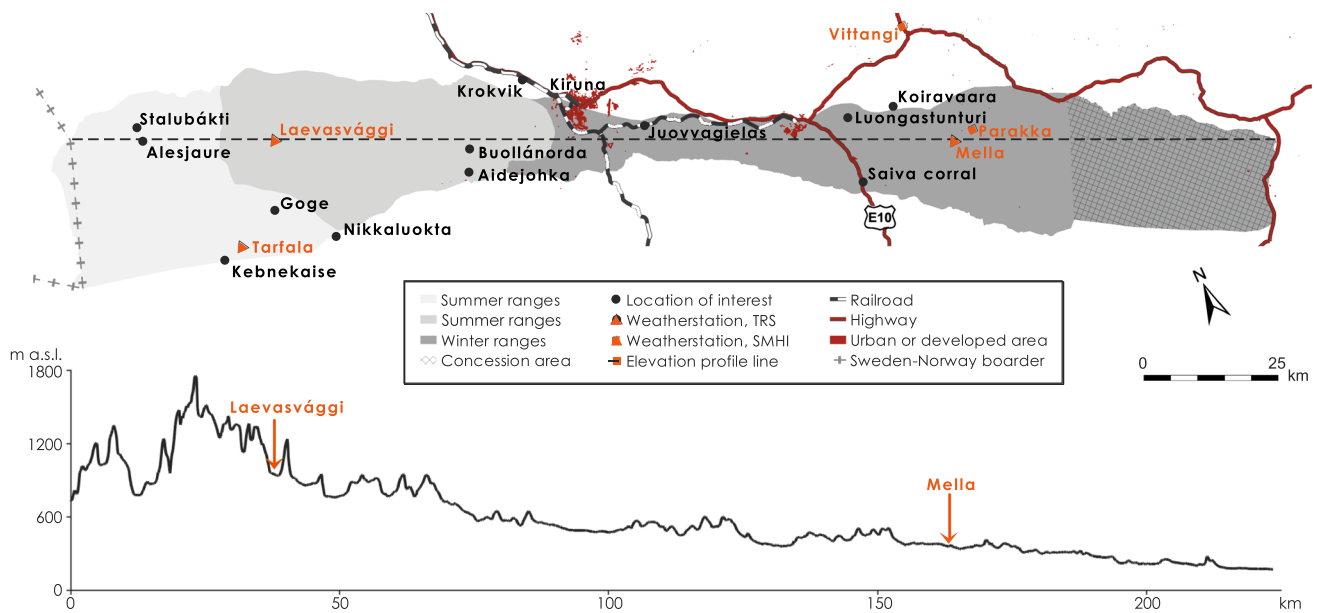 Vittangi
Krokvik
Kiruna
Koiravaara
Stalubákti
Laevasvággi
Juovvagielas
Luongastunturi
Parakka
Alesjaure
Buollánorda
Mella
Aidejohka
Saiva corral
Goge
E10
Nikkaluokta
Tarfala
Kebnekaise
N
Summer ranges
Location of interest
Railroad
Summer ranges
Weatherstation, TRS
Highway
Winter ranges
Weatherstation, SMHI
Urban or developed area
Concession area
Elevation profile line
Sweden-Norway boarder
0 25
km
m a.s.l.
1800
1200
600
0
Laevasvággi
Mella
0 50 100 150 200 km